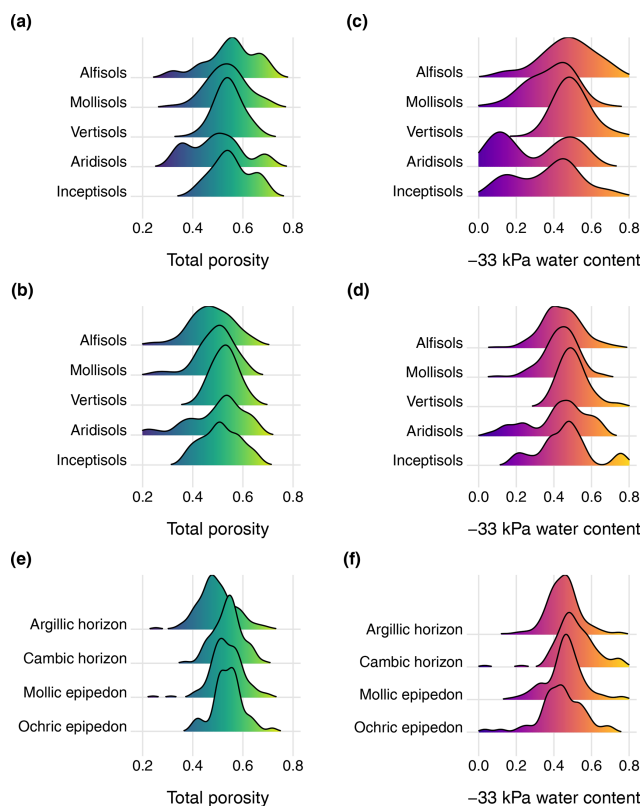 (a)
Alfisols
Mollisols
Vertisols
Aridisols
Inceptisols
0.2 0.4 0.6 0.8
Total porosity
(c)
Alfisols
Mollisols
Vertisols
Aridisols
Inceptisols
0.0 0.2 0.4 0.6 0.8
−33 kPa water content
(b)
Alfisols
Mollisols
Vertisols
Aridisols
Inceptisols
0.2 0.4 0.6 0.8
Total porosity
(d)
Alfisols
Mollisols
Vertisols
Aridisols
Inceptisols
0.0 0.2 0.4 0.6 0.8
−33 kPa water content
(e)
Argillic horizon
Cambic horizon
Mollic epipedon
Ochric epipedon
0.2 0.4 0.6 0.8
Total porosity
(f)
Argillic horizon
Cambic horizon
Mollic epipedon
Ochric epipedon
0.0 0.2 0.4 0.6 0.8
−33 kPa water content